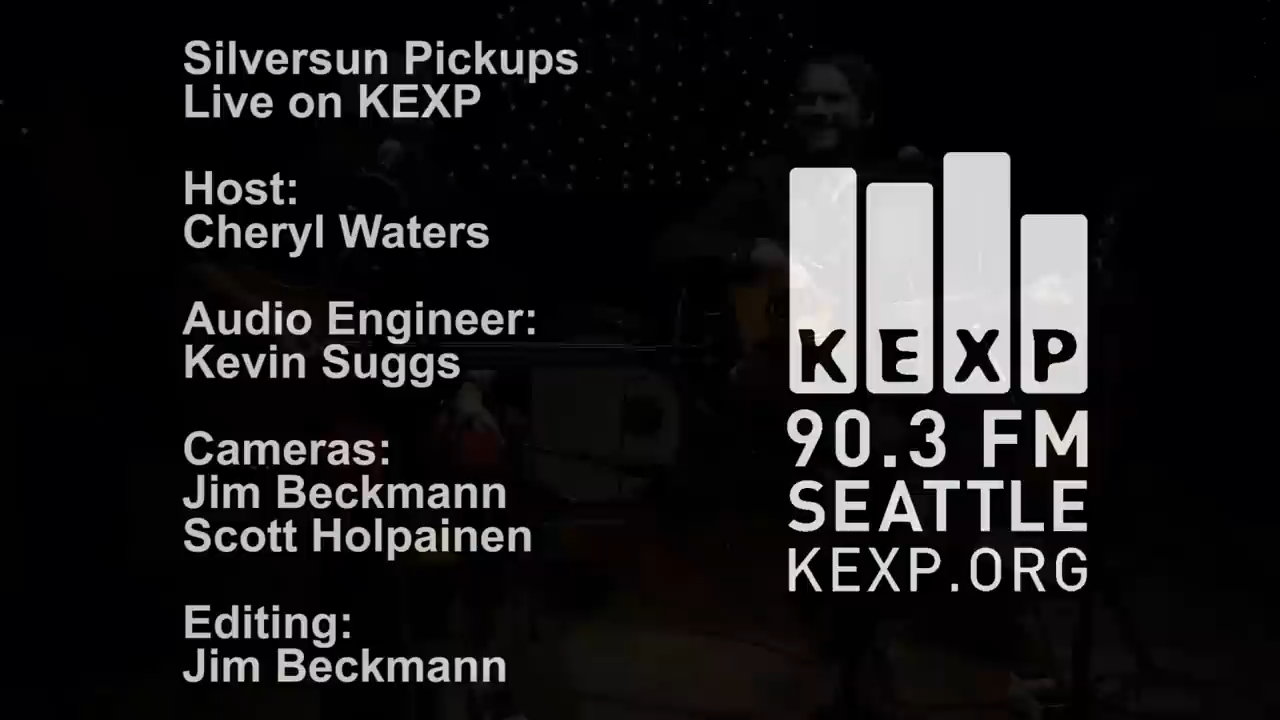 Silversun Pickups
Live on KEXP
Host:
Cheryl Waters
Audio Engineer:
Kevin Suggs
Cameras:
Jim Beckmann
Scott Holpainen
Editing:
Jim Beckmann
KEXP
90.3 FM
SEATTLE
KEXP.ORG